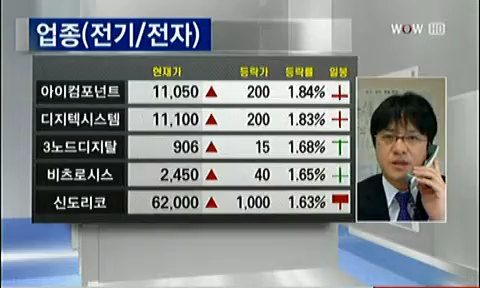 업종(전기/전자)
WOW HD
현재가 등락가 등락률 일봉
아이컴포넌트 11,050 ▲ 200 1.84%
디지텍시스템 11,100 ▲ 200 1.83%
3노드디지탈 906 ▲ 15 1.68%
비츠로시스 2,450 ▲ 40 1.65%
신도리코 62,000 ▲ 1,000 1.63%